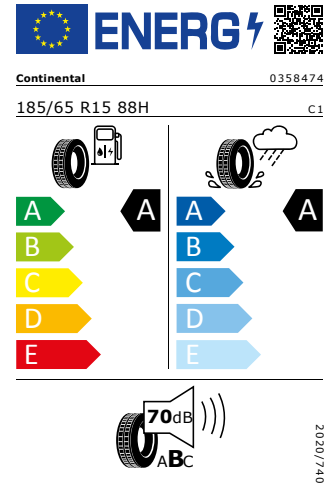 ENERG
Continental 0358474
185/65 R15 88H C1
A A A A
B B
C C
D D
E E
70dB
ABC
2020/740